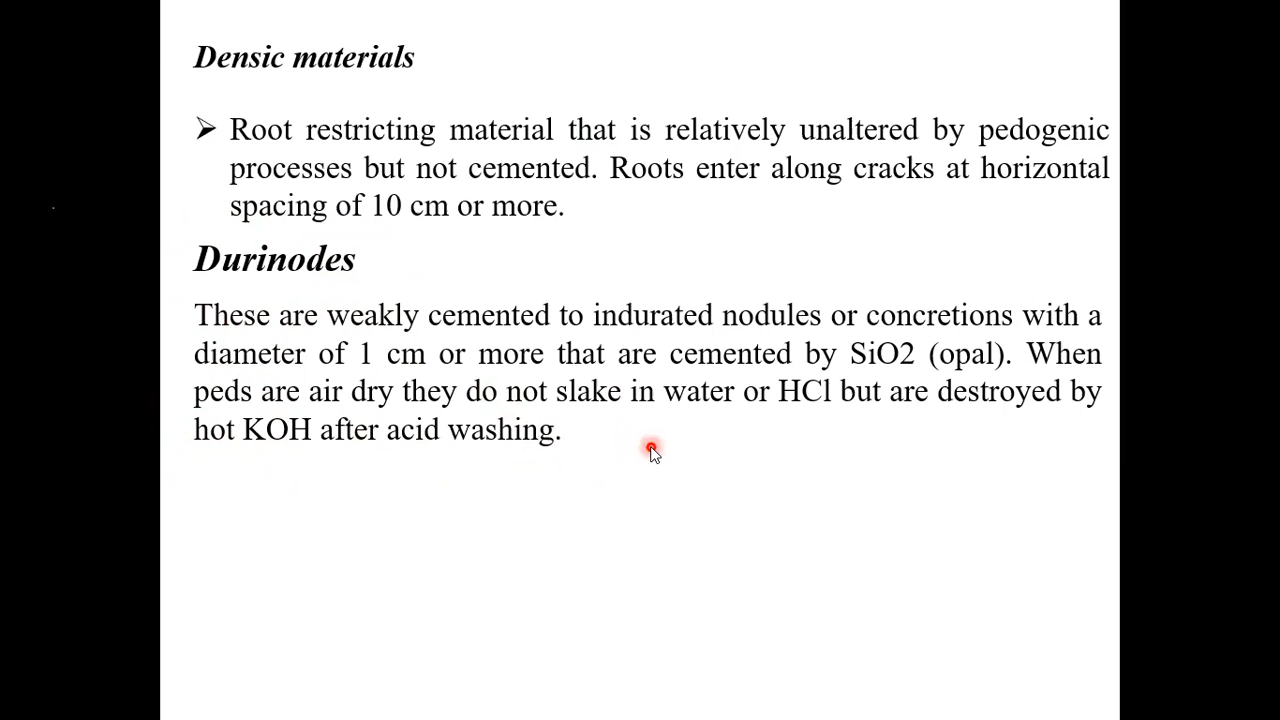 Densic materials
➢ Root restricting material that is relatively unaltered by pedogenic
processes but not cemented. Roots enter along cracks at horizontal
spacing of 10 cm or more.
Durinodes
These are weakly cemented to indurated nodules or concretions with a
diameter of 1 cm or more that are cemented by SiO2 (opal). When
peds are air dry they do not slake in water or HCl but are destroyed by
hot KOH after acid washing.